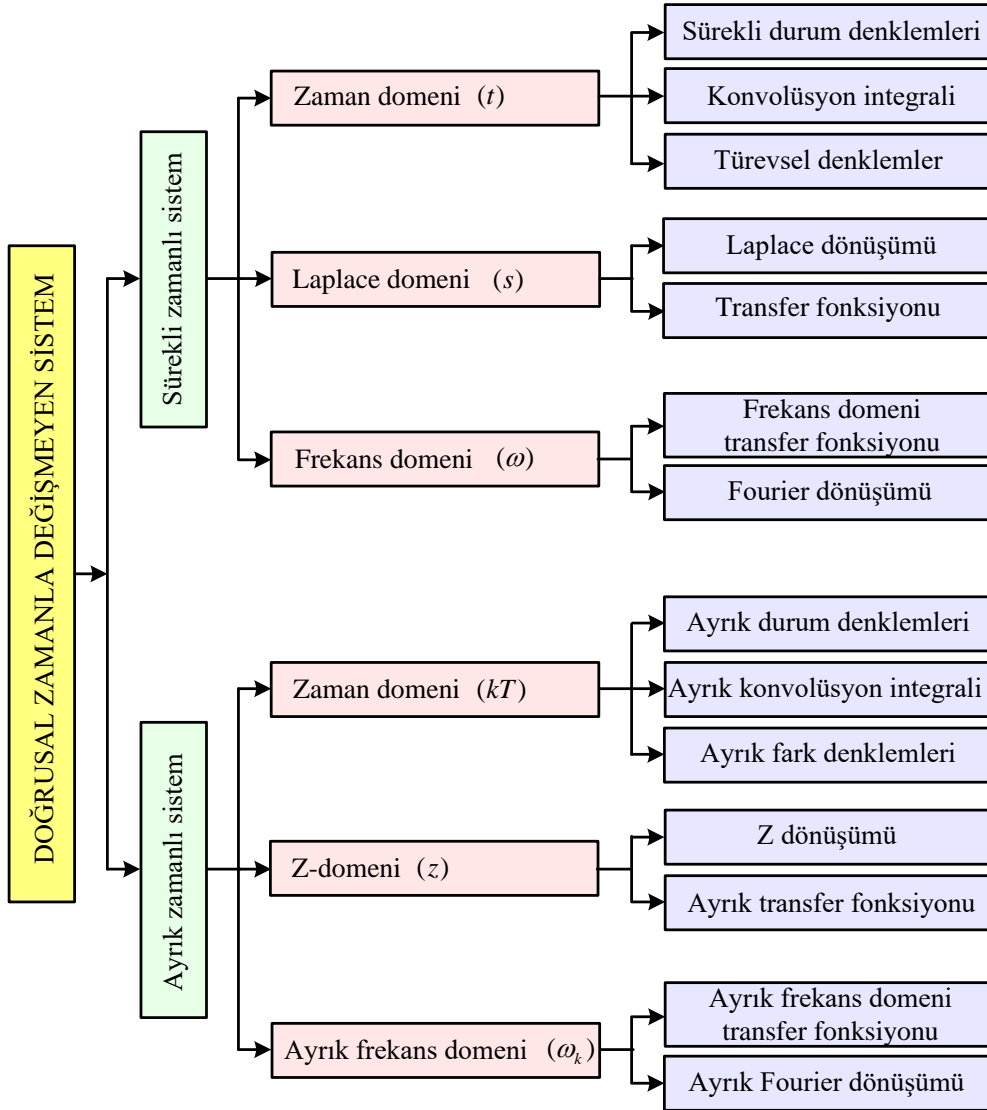 DOĞRUSAL ZAMANLA DEĞİŞMEYEN SİSTEM
Sürekli zamanlı sistem
Zaman domeni (t)
Sürekli durum denklemleri
Konvolüsyon integrali
Türevsel denklemler
Laplace domeni (s)
Laplace dönüşümü
Transfer fonksiyonu
Frekans domeni (ω)
Frekans domeni
transfer fonksiyonu
Fourier dönüşümü
Ayrık zamanlı sistem
Zaman domeni (kT)
Ayrık durum denklemleri
Ayrık konvolüsyon integrali
Ayrık fark denklemleri
Z-domeni (z)
Z dönüşümü
Ayrık transfer fonksiyonu
Ayrık frekans domeni (ωₖ)
Ayrık frekans domeni
transfer fonksiyonu
Ayrık Fourier dönüşümü